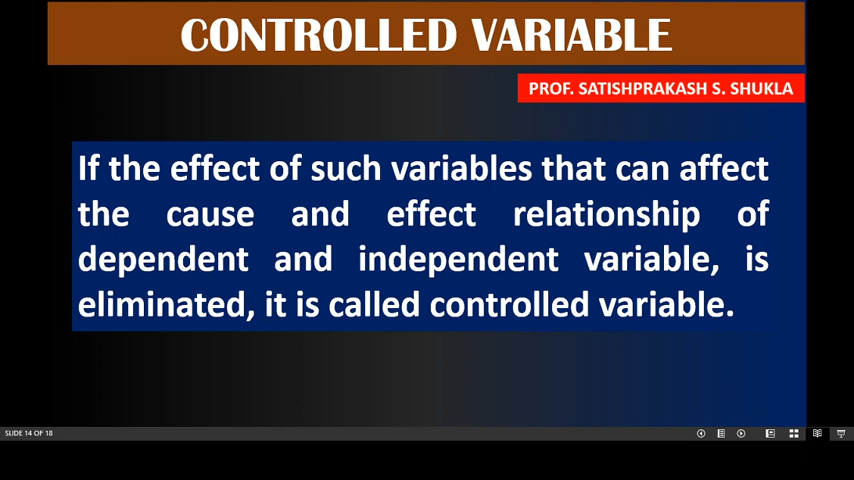 CONTROLLED VARIABLE
PROF. SATISHPRAKASH S. SHUKLA
If the effect of such variables that can affect
the cause and effect relationship of
dependent and independent variable, is
eliminated, it is called controlled variable.
SLIDE 14 OF 18